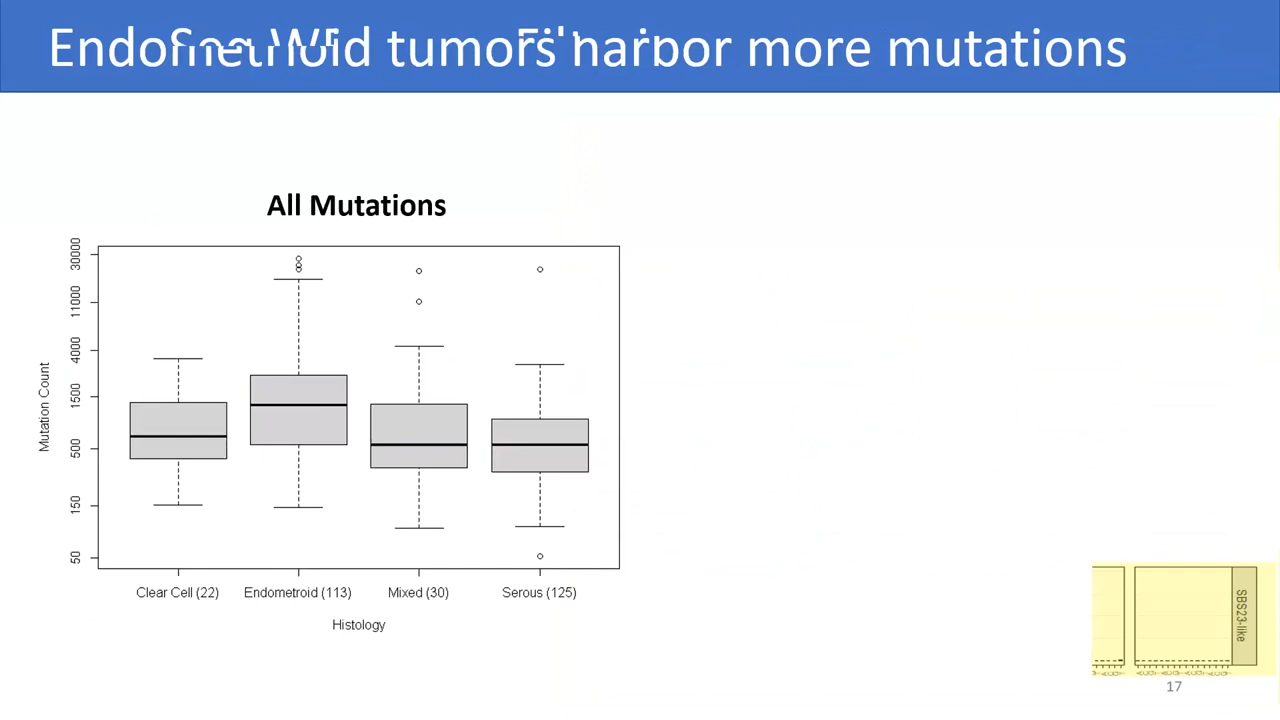 Endometrioid tumors harbor more mutations
All Mutations
30000
11000
4000
1500
500
150
50
Mutation Count
Clear Cell (22)
Endometroid (113)
Mixed (30)
Serous (125)
Histology
SBS23-like
17